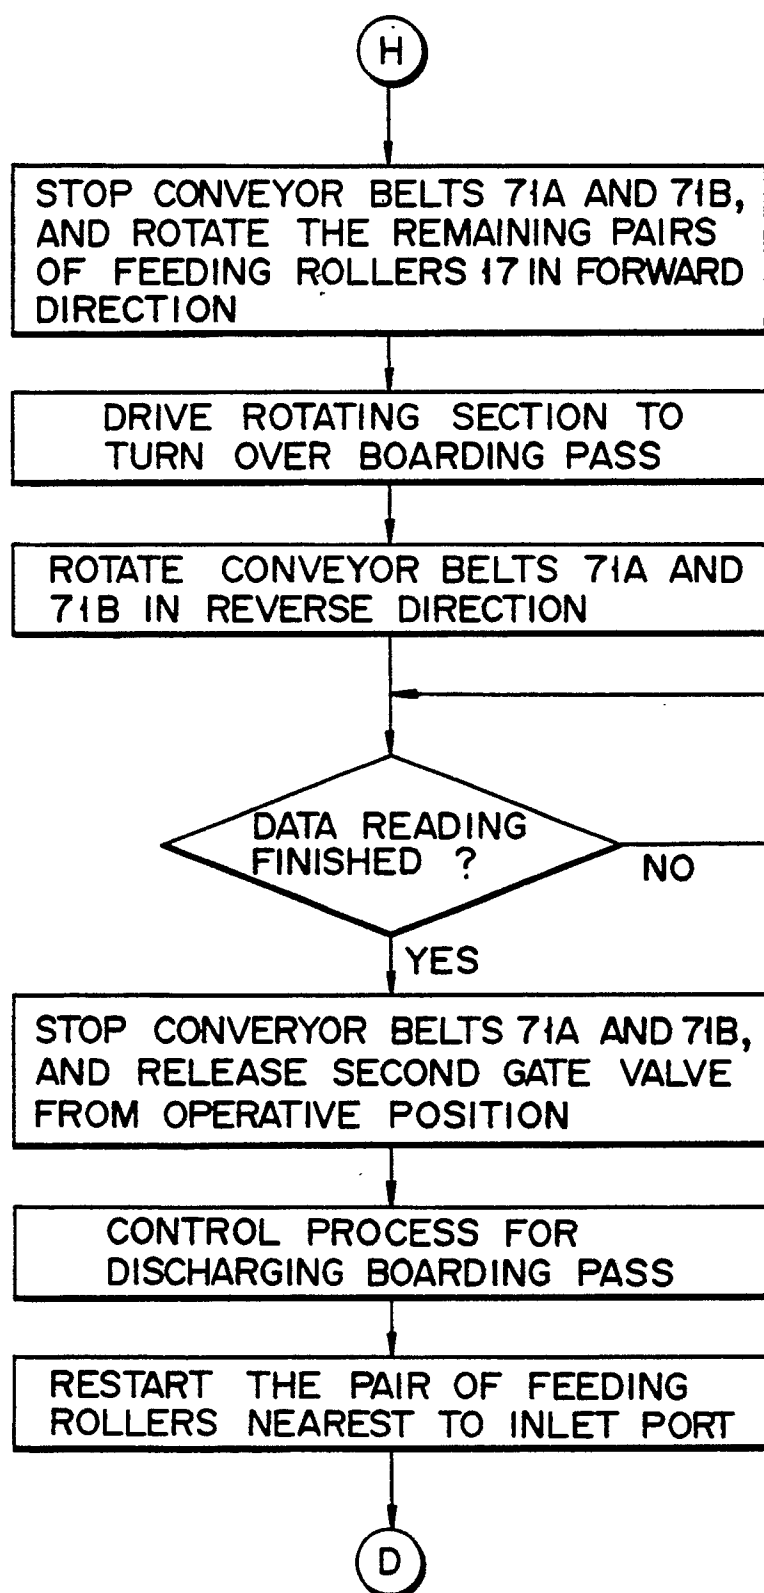 H
STOP CONVEYOR BELTS 71A AND 71B,
AND ROTATE THE REMAINING PAIRS
OF FEEDING ROLLERS 17 IN FORWARD
DIRECTION
DRIVE ROTATING SECTION TO
TURN OVER BOARDING PASS
ROTATE CONVEYOR BELTS 71A AND
71B IN REVERSE DIRECTION
DATA READING
FINISHED ?
NO
YES
STOP CONVERYOR BELTS 71A AND 71B,
AND RELEASE SECOND GATE VALVE
FROM OPERATIVE POSITION
CONTROL PROCESS FOR
DISCHARGING BOARDING PASS
RESTART THE PAIR OF FEEDING
ROLLERS NEAREST TO INLET PORT
D